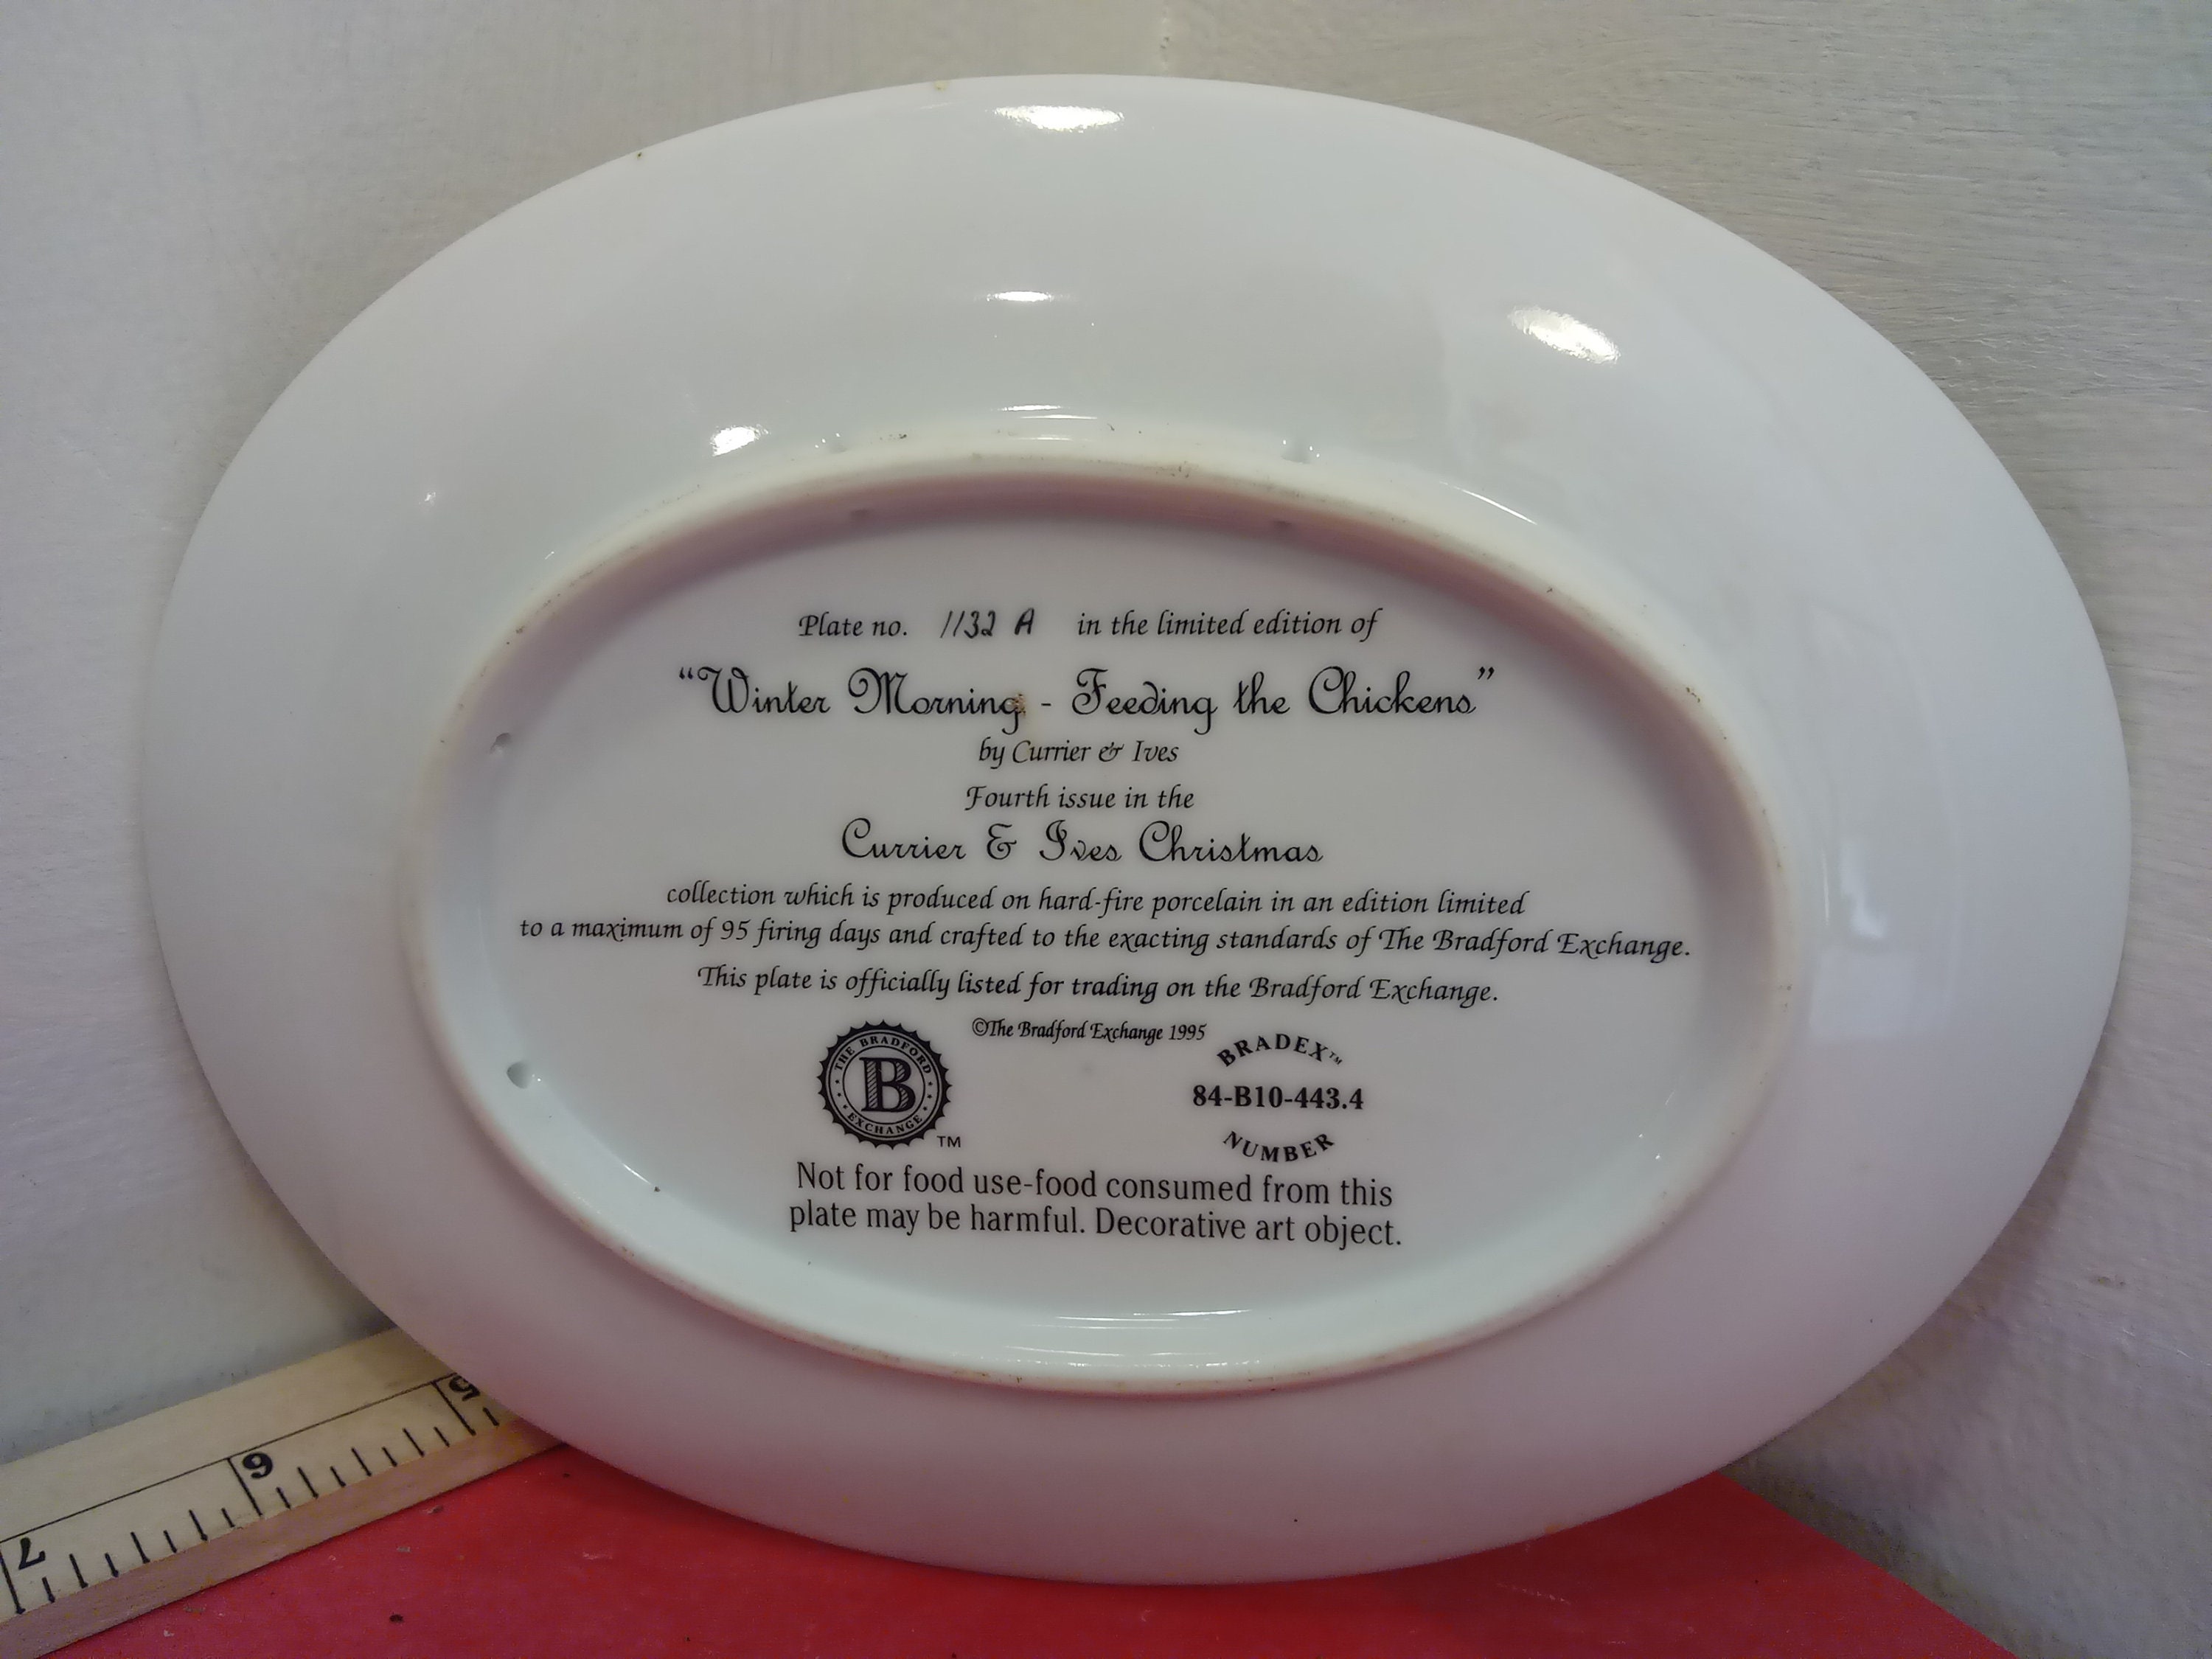 Plate no. 1132 A in the limited edition of
“Winter Morning - Feeding the Chickens”
by Currier & Ives
Fourth issue in the
Currier & Ives Christmas
collection which is produced on hard-fire porcelain in an edition limited
to a maximum of 95 firing days and crafted to the exacting standards of The Bradford Exchange.
This plate is officially listed for trading on the Bradford Exchange.
©The Bradford Exchange 1995
THE BRADFORD
B
EXCHANGE
TM
BRADEX™
84-B10-443.4
NUMBER
Not for food use-food consumed from this
plate may be harmful. Decorative art object.
5
6
7